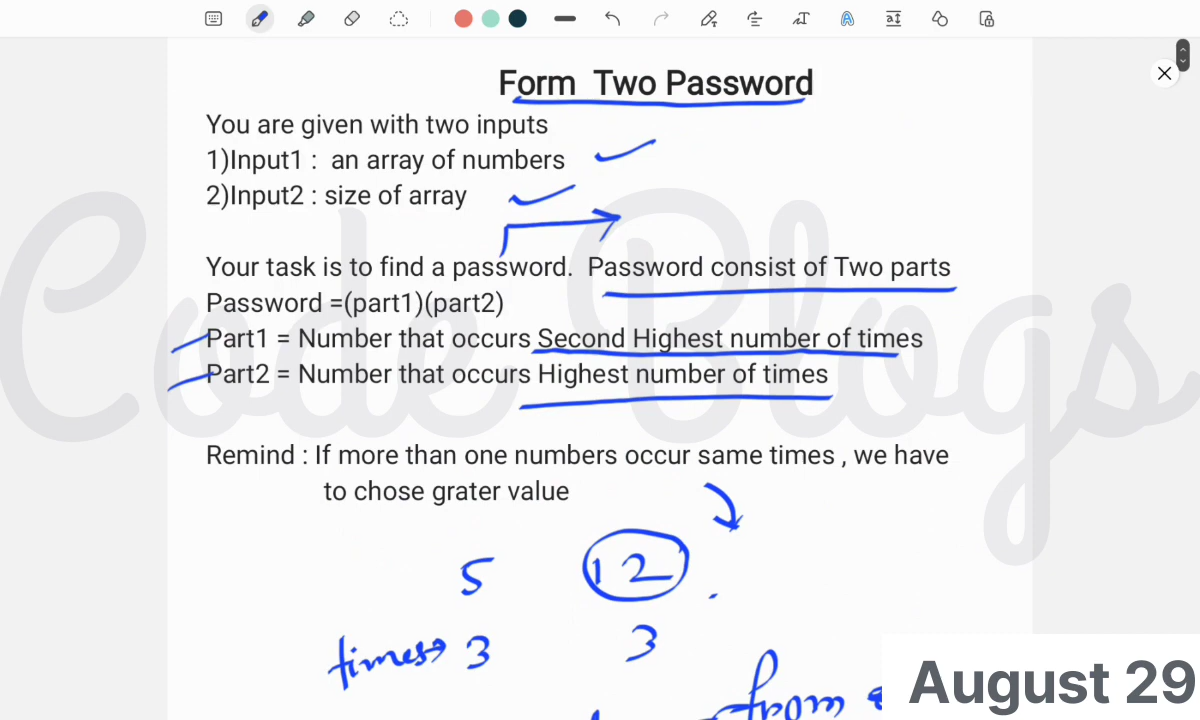 Form Two Password
You are given with two inputs
1)Input1 : an array of numbers
2)Input2 : size of array
Your task is to find a password. Password consist of Two parts
Password =(part1)(part2)
Part1 = Number that occurs Second Highest number of times
Part2 = Number that occurs Highest number of times
Remind : If more than one numbers occur same times , we have
to chose grater value
5 12
times→ 3 3
from
August 29
Code Blogs